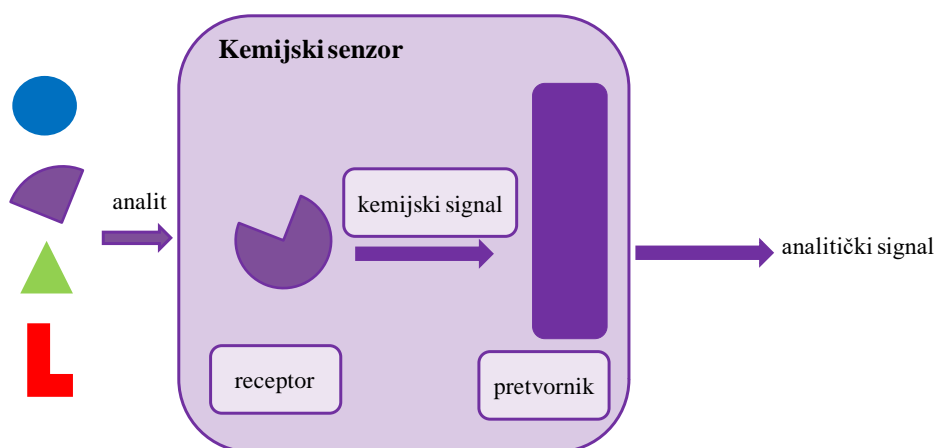 Kemijski senzor
analit
kemijski signal
analitički signal
receptor
pretvornik